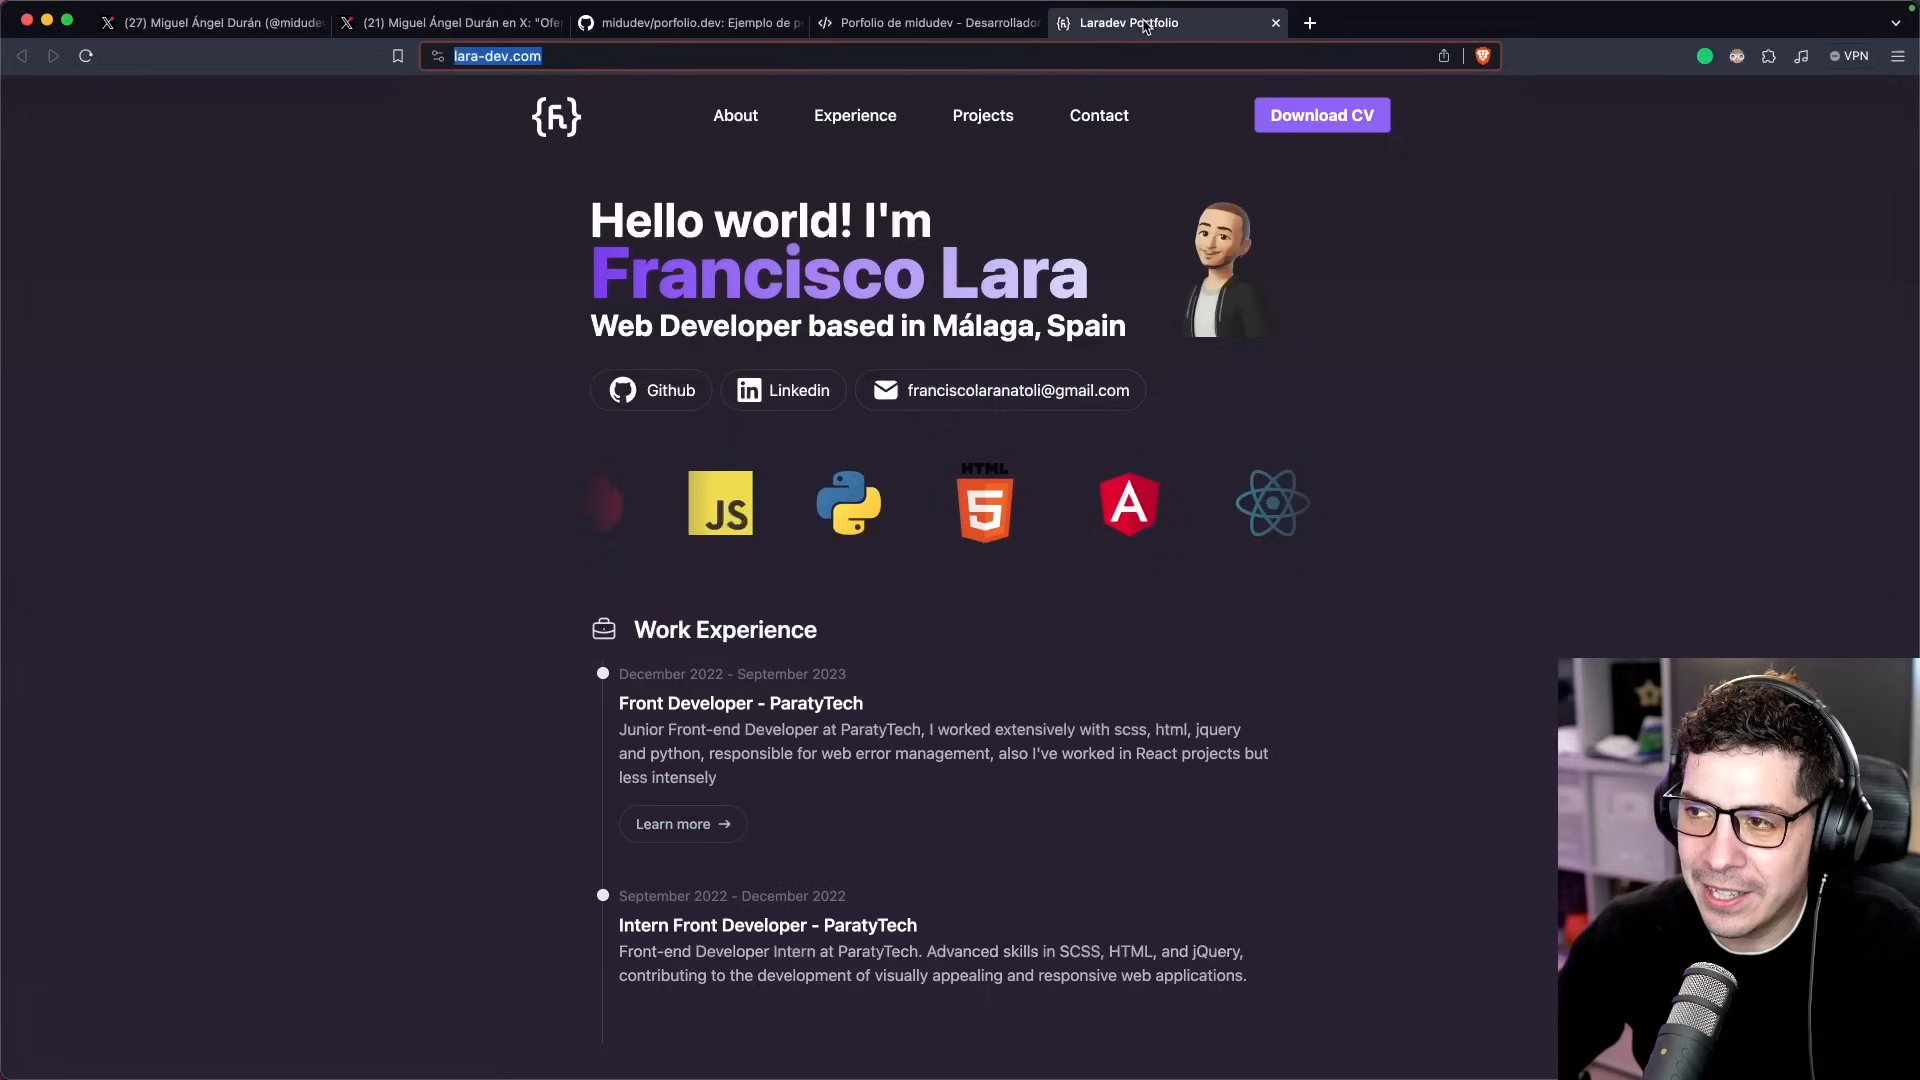 (27) Miguel Ángel Durán (@midudev
(21) Miguel Ángel Durán en X: "Ofer
midudev/porfolio.dev: Ejemplo de p
Porfolio de midudev - Desarrollador
Laradev Portfolio
lara-dev.com
VPN
About
Experience
Projects
Contact
Download CV
Hello world! I'm
Francisco Lara
Web Developer based in Málaga, Spain
Github
Linkedin
franciscolaranatoli@gmail.com
JS
HTML
5
A
Work Experience
December 2022 - September 2023
Front Developer - ParatyTech
Junior Front-end Developer at ParatyTech, I worked extensively with scss, html, jquery
and python, responsible for web error management, also I've worked in React projects but
less intensely
Learn more →
September 2022 - December 2022
Intern Front Developer - ParatyTech
Front-end Developer Intern at ParatyTech. Advanced skills in SCSS, HTML, and jQuery,
contributing to the development of visually appealing and responsive web applications.